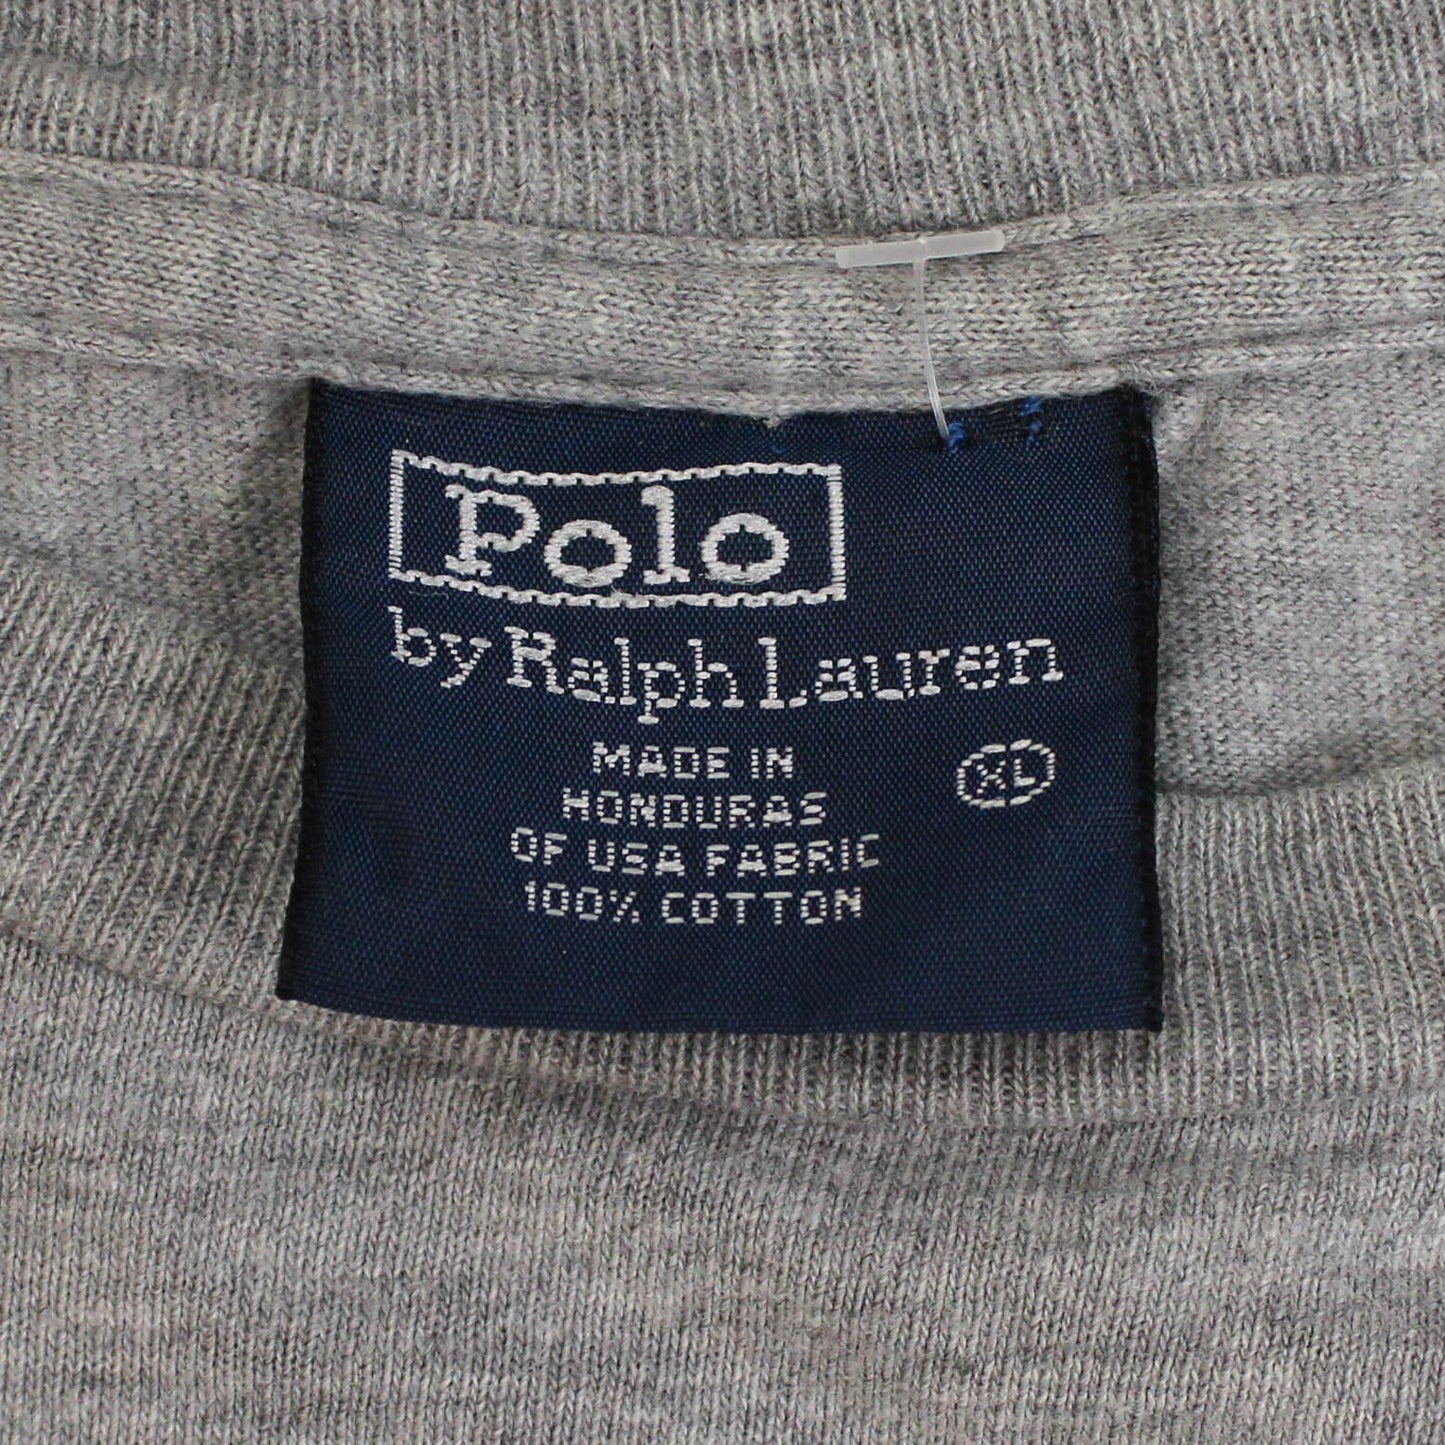 Polo
by Ralph Lauren
MADE IN
HONDURAS
OF USA FABRIC
100% COTTON
XL